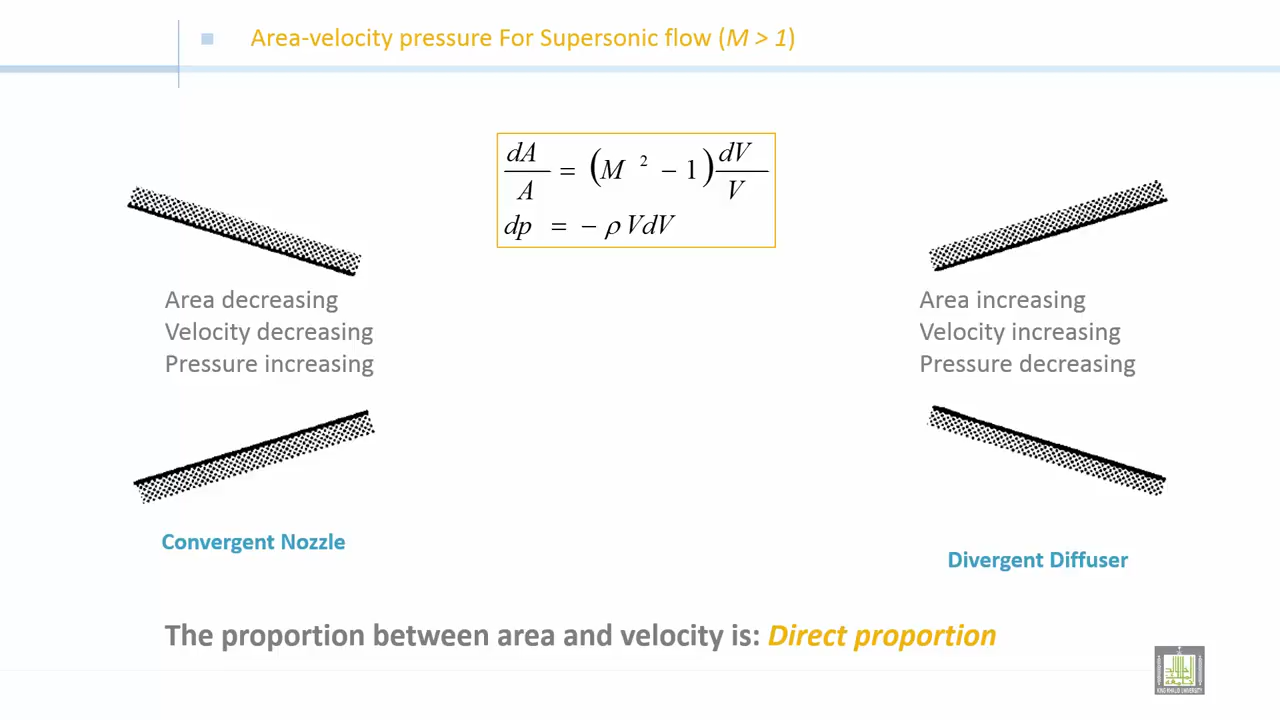 Area-velocity pressure For Supersonic flow (M > 1)
dA/A = (M² − 1) dV/V
dp = − ρ VdV
Area decreasing
Velocity decreasing
Pressure increasing
Area increasing
Velocity increasing
Pressure decreasing
Convergent Nozzle
Divergent Diffuser
The proportion between area and velocity is: Direct proportion
KING KHALID UNIVERSITY